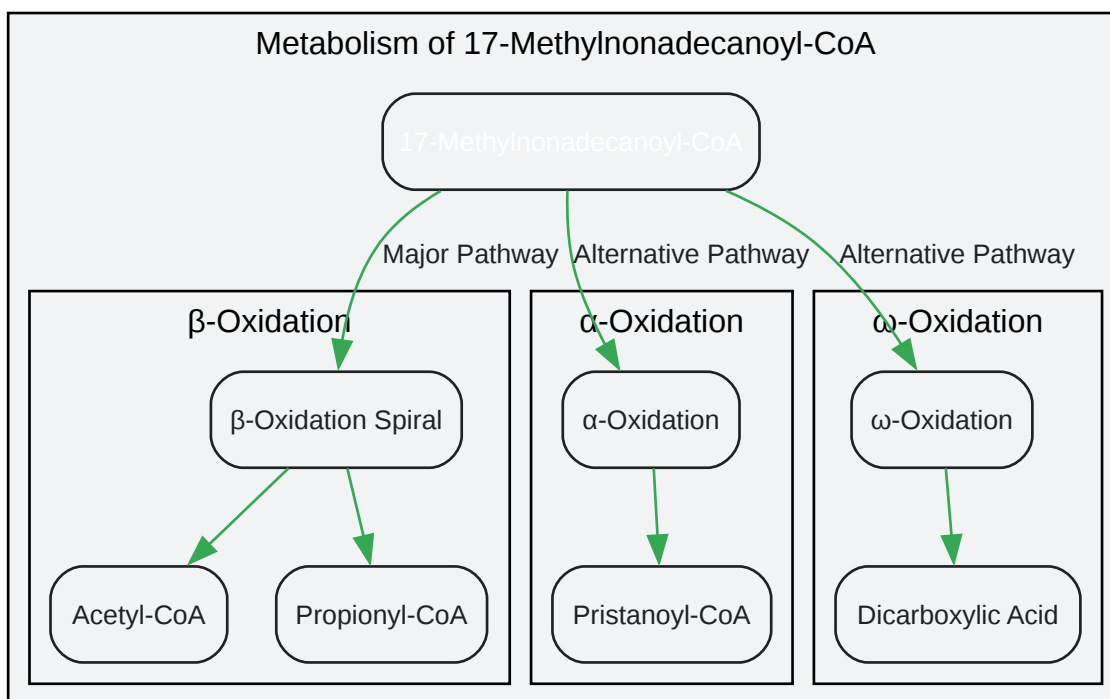 Metabolism of 17-Methylnonadecanoyl-CoA
17-Methylnonadecanoyl-CoA
Major Pathway
Alternative Pathway
Alternative Pathway
β-Oxidation
α-Oxidation
ω-Oxidation
β-Oxidation Spiral
α-Oxidation
ω-Oxidation
Acetyl-CoA
Propionyl-CoA
Pristanoyl-CoA
Dicarboxylic Acid